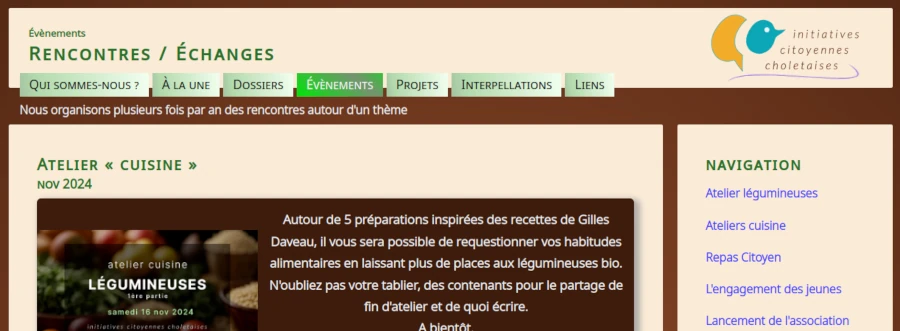 Évènements
Rencontres / Échanges
initiatives
citoyennes
choletaises
Qui sommes-nous ? À la une Dossiers Évènements Projets Interpellations Liens
Nous organisons plusieurs fois par an des rencontres autour d'un thème
Atelier « cuisine »
nov 2024
atelier cuisine
LÉGUMINEUSES
1ère partie
samedi 16 nov 2024
initiatives citoyennes choletaises
Autour de 5 préparations inspirées des recettes de Gilles
Daveau, il vous sera possible de requestionner vos habitudes
alimentaires en laissant plus de places aux légumineuses bio.
N'oubliez pas votre tablier, des contenants pour le partage de
fin d'atelier et de quoi écrire.
A bientôt
navigation
Atelier légumineuses
Ateliers cuisine
Repas Citoyen
L'engagement des jeunes
Lancement de l'association